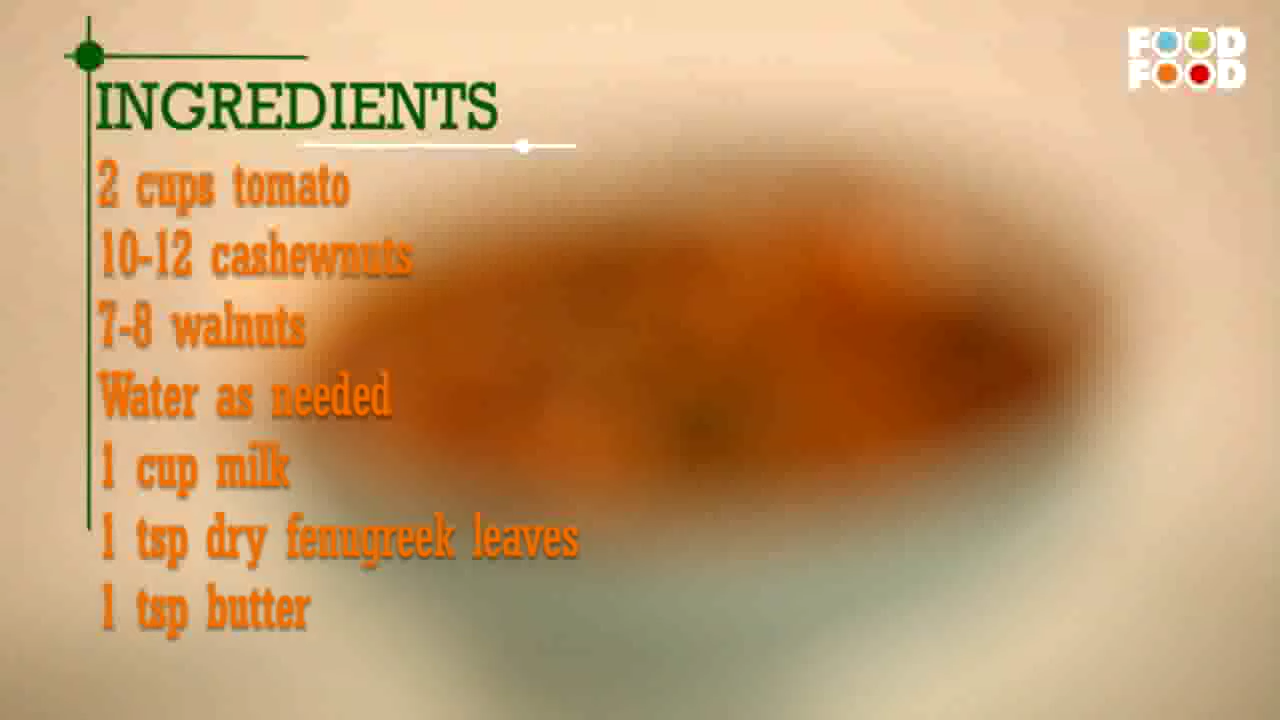 INGREDIENTS
2 cups tomato
10-12 cashewnuts
7-8 walnuts
Water as needed
1 cup milk
1 tsp dry fenugreek leaves
1 tsp butter
FOOD
FOOD